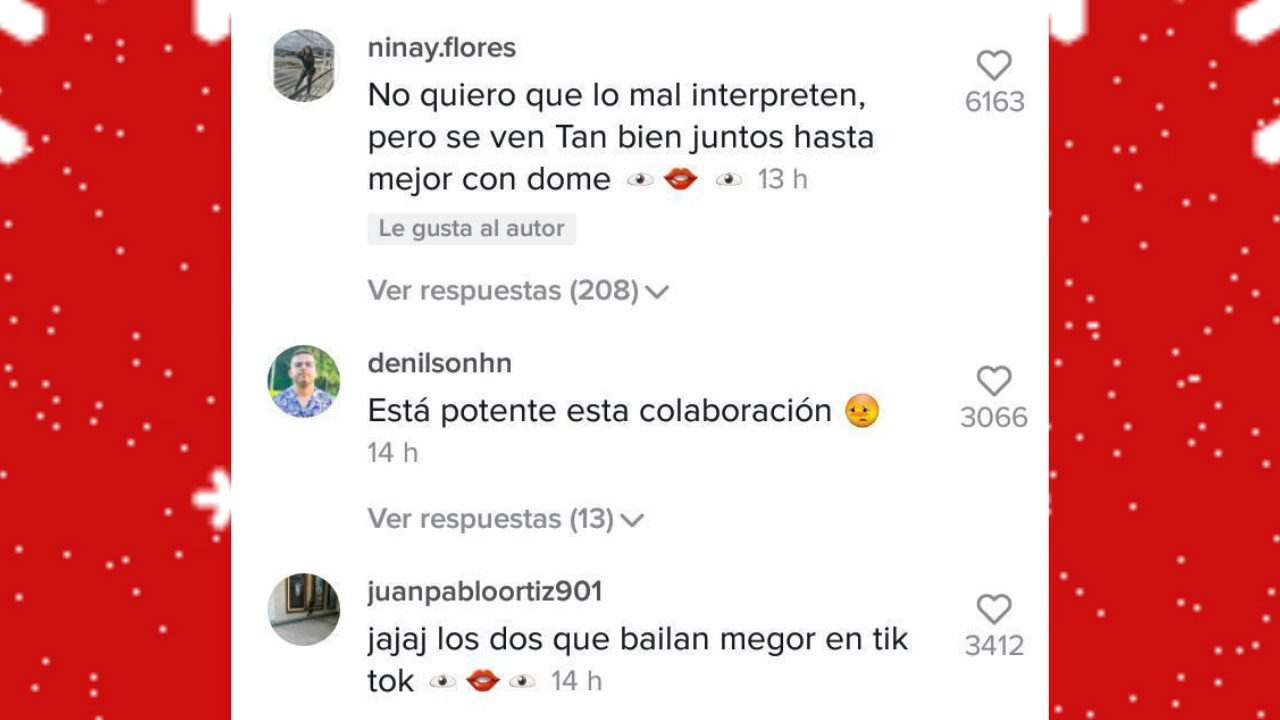 ninay.flores
No quiero que lo mal interpreten,
6163
pero se ven Tan bien juntos hasta
mejor con dome 👁️ 👄 👁️ 13 h
Le gusta al autor
Ver respuestas (208)
denilsonhn
Está potente esta colaboración 😳
3066
14 h
Ver respuestas (13)
juanpabloortiz901
jajaj los dos que bailan megor en tik
3412
tok 👁️ 👄 👁️ 14 h